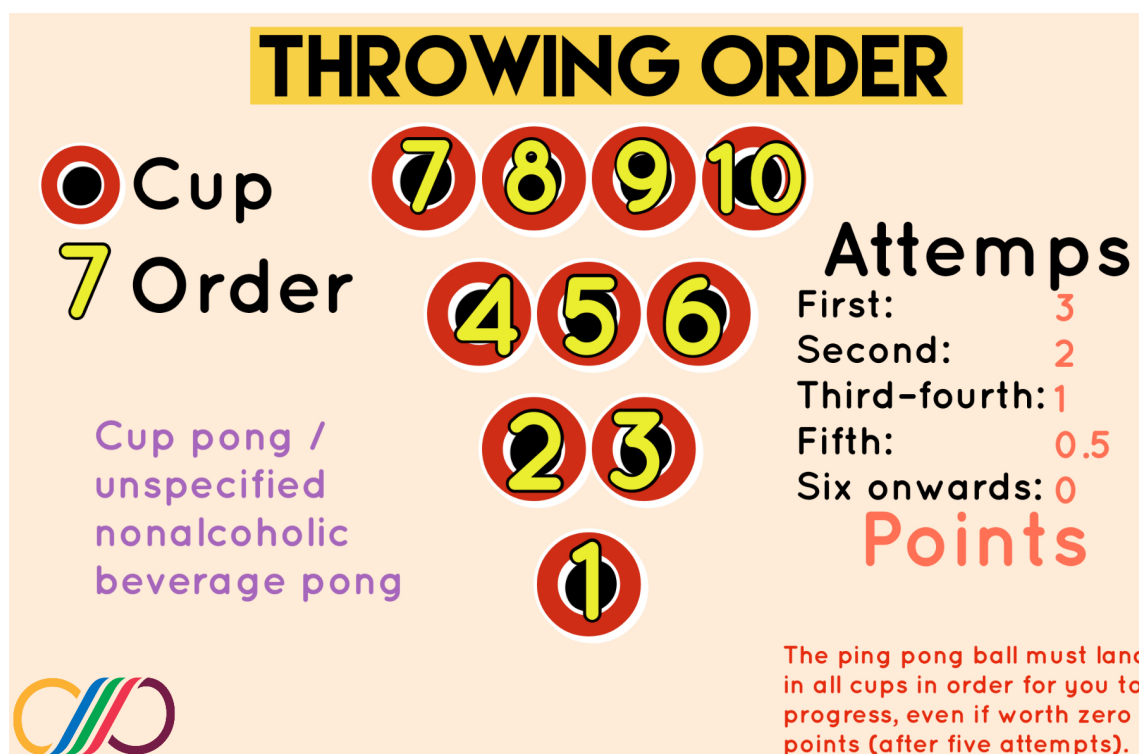 THROWING ORDER
Cup
7 Order
7 8 9 10
4 5 6
2 3
1
Cup pong /
unspecified
nonalcoholic
beverage pong
Attemps
First: 3
Second: 2
Third-fourth: 1
Fifth: 0.5
Six onwards: 0
Points
The ping pong ball must land
in all cups in order for you to
progress, even if worth zero
points (after five attempts).